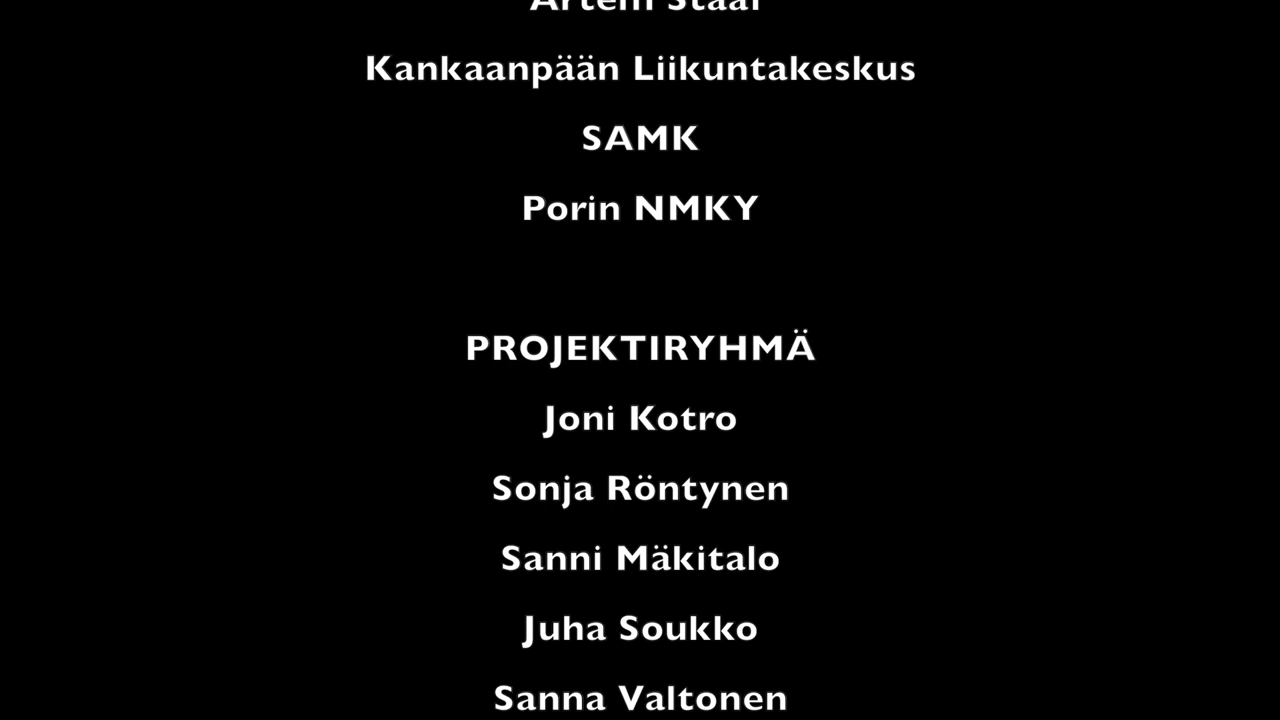 Kankaanpään Liikuntakeskus
SAMK
Porin NMKY
PROJEKTIRYHMÄ
Joni Kotro
Sonja Röntynen
Sanni Mäkitalo
Juha Soukko
Sanna Valtonen